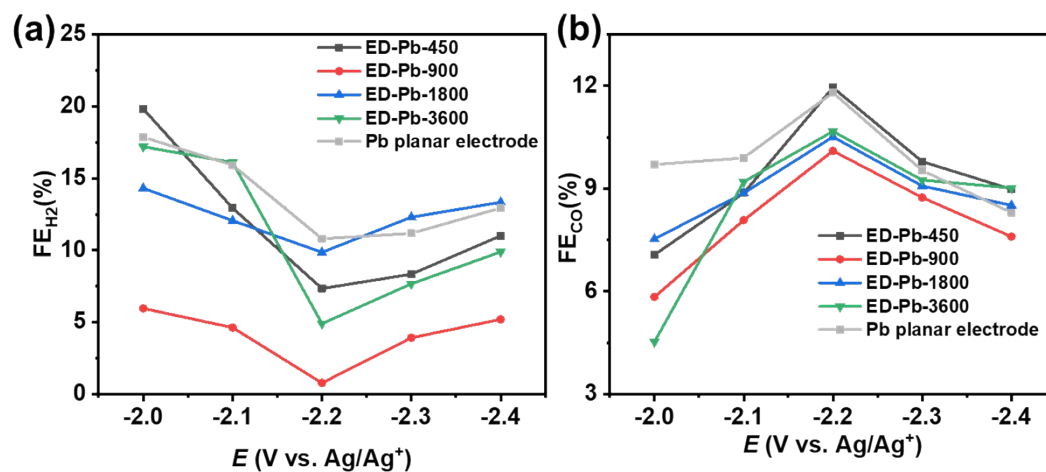 (a)
25
20
15
10
5
0
FE_H2(%)
ED-Pb-450
ED-Pb-900
ED-Pb-1800
ED-Pb-3600
Pb planar electrode
-2.0 -2.1 -2.2 -2.3 -2.4
E (V vs. Ag/Ag⁺)
(b)
12
9
6
3
FE_CO(%)
ED-Pb-450
ED-Pb-900
ED-Pb-1800
ED-Pb-3600
Pb planar electrode
-2.0 -2.1 -2.2 -2.3 -2.4
E (V vs. Ag/Ag⁺)